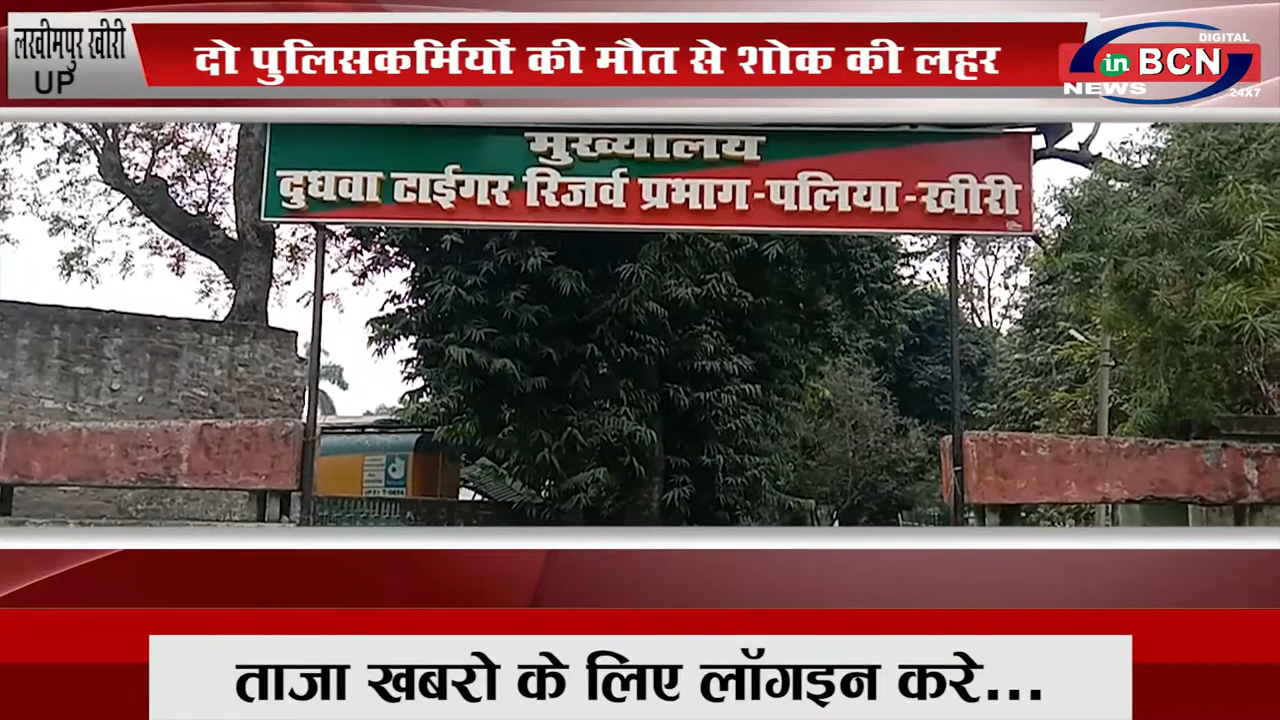 लखीमपुर खीरी
UP
दो पुलिसकर्मियों की मौत से शोक की लहर
DIGITAL
in BCN
NEWS
24X7
मुख्यालय
दुधवा टाईगर रिजर्व प्रभाग-पलिया-खीरी
ताजा खबरो के लिए लॉगइन करे...